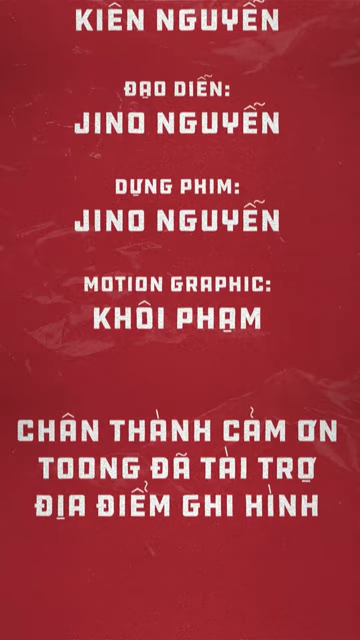 KIÊN NGUYỄN
ĐẠO DIỄN:
JINO NGUYỄN
DỰNG PHIM:
JINO NGUYỄN
MOTION GRAPHIC:
KHÔI PHẠM
CHÂN THÀNH CẢM ƠN
TOONG ĐÃ TÀI TRỢ
ĐỊA ĐIỂM GHI HÌNH